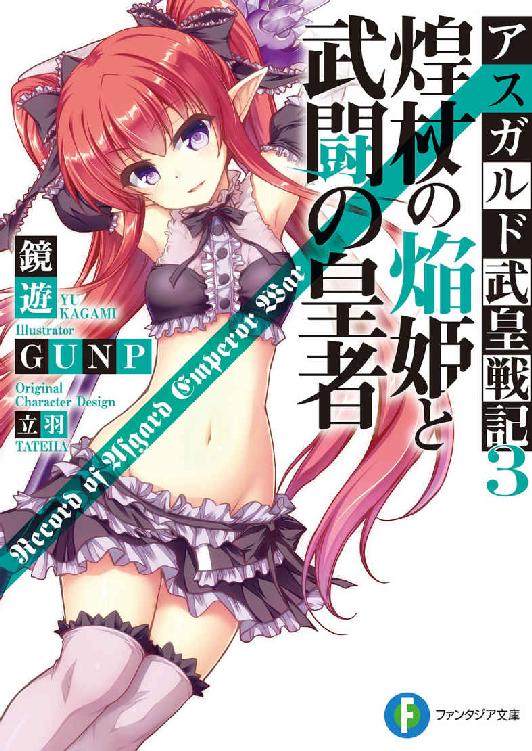 アスガルド武皇戦記3
煌杖の焔姫と
武闘の皇者
鏡遊
YU
KAGAMI
Illustrator
GUNP
Original
Character Design
立羽
TATEHA
Record of Asgard Emperor War
F
ファンタジア文庫